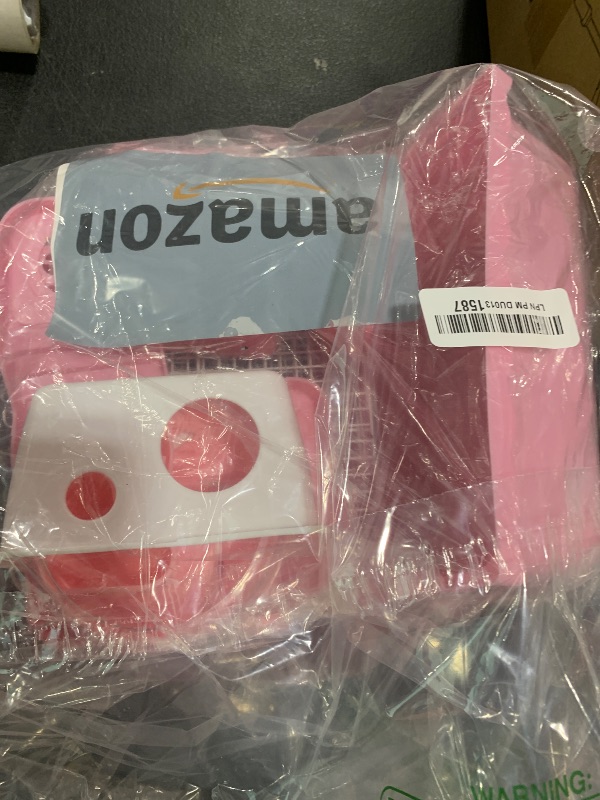 amazon
LPN PM DU013 1587
WARNING: